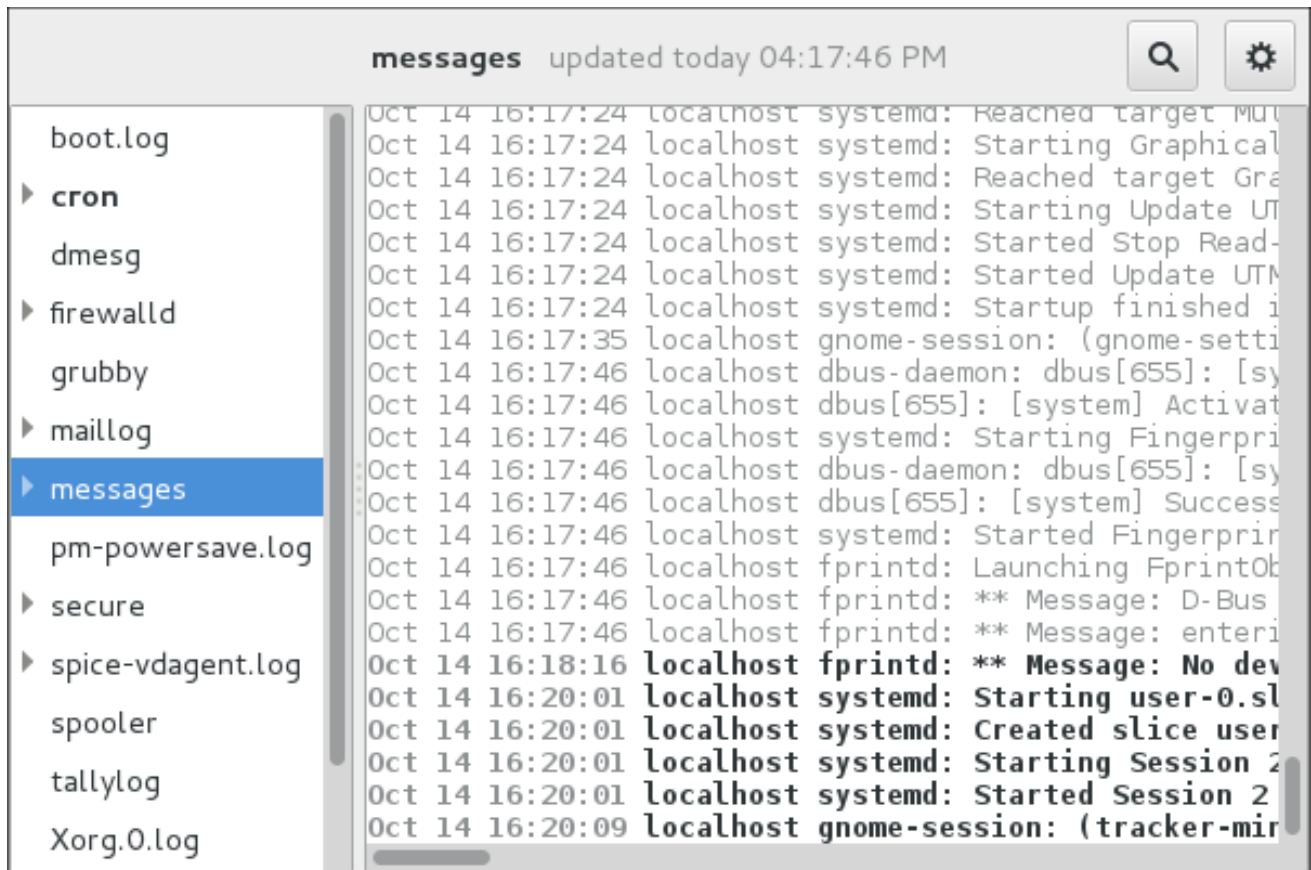 messages updated today 04:17:46 PM
boot.log
cron
dmesg
firewalld
grubby
maillog
messages
pm-powersave.log
secure
spice-vdagent.log
spooler
tallylog
Xorg.0.log
Oct 14 16:17:24 localhost systemd: Reached target Mul
Oct 14 16:17:24 localhost systemd: Starting Graphical
Oct 14 16:17:24 localhost systemd: Reached target Gra
Oct 14 16:17:24 localhost systemd: Starting Update UT
Oct 14 16:17:24 localhost systemd: Started Stop Read-
Oct 14 16:17:24 localhost systemd: Started Update UTM
Oct 14 16:17:24 localhost systemd: Startup finished i
Oct 14 16:17:35 localhost gnome-session: (gnome-setti
Oct 14 16:17:46 localhost dbus-daemon: dbus[655]: [sy
Oct 14 16:17:46 localhost dbus[655]: [system] Activat
Oct 14 16:17:46 localhost systemd: Starting Fingerpri
Oct 14 16:17:46 localhost dbus-daemon: dbus[655]: [sy
Oct 14 16:17:46 localhost dbus[655]: [system] Success
Oct 14 16:17:46 localhost systemd: Started Fingerprin
Oct 14 16:17:46 localhost fprintd: Launching FprintOb
Oct 14 16:17:46 localhost fprintd: ** Message: D-Bus
Oct 14 16:17:46 localhost fprintd: ** Message: enteri
Oct 14 16:18:16 localhost fprintd: ** Message: No dev
Oct 14 16:20:01 localhost systemd: Starting user-0.sl
Oct 14 16:20:01 localhost systemd: Created slice user
Oct 14 16:20:01 localhost systemd: Starting Session 2
Oct 14 16:20:01 localhost systemd: Started Session 2
Oct 14 16:20:09 localhost gnome-session: (tracker-min